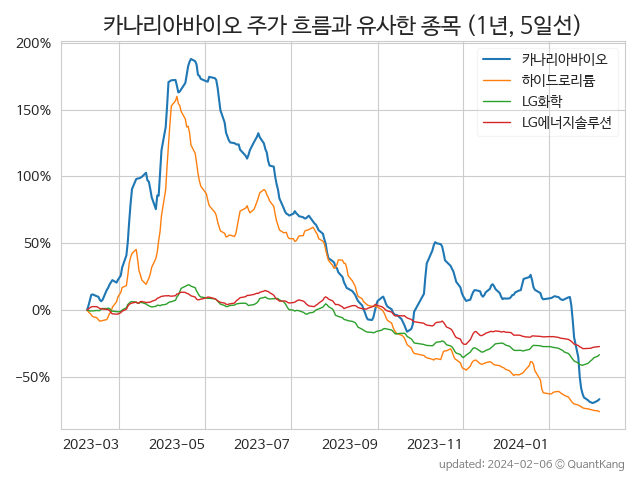 카나리아바이오 주가 흐름과 유사한 종목 (1년, 5일선)
카나리아바이오
하이드로리튬
LG화학
LG에너지솔루션
200%
150%
100%
50%
0%
−50%
2023-03 2023-05 2023-07 2023-09 2023-11 2024-01
updated: 2024-02-06 © QuantKang